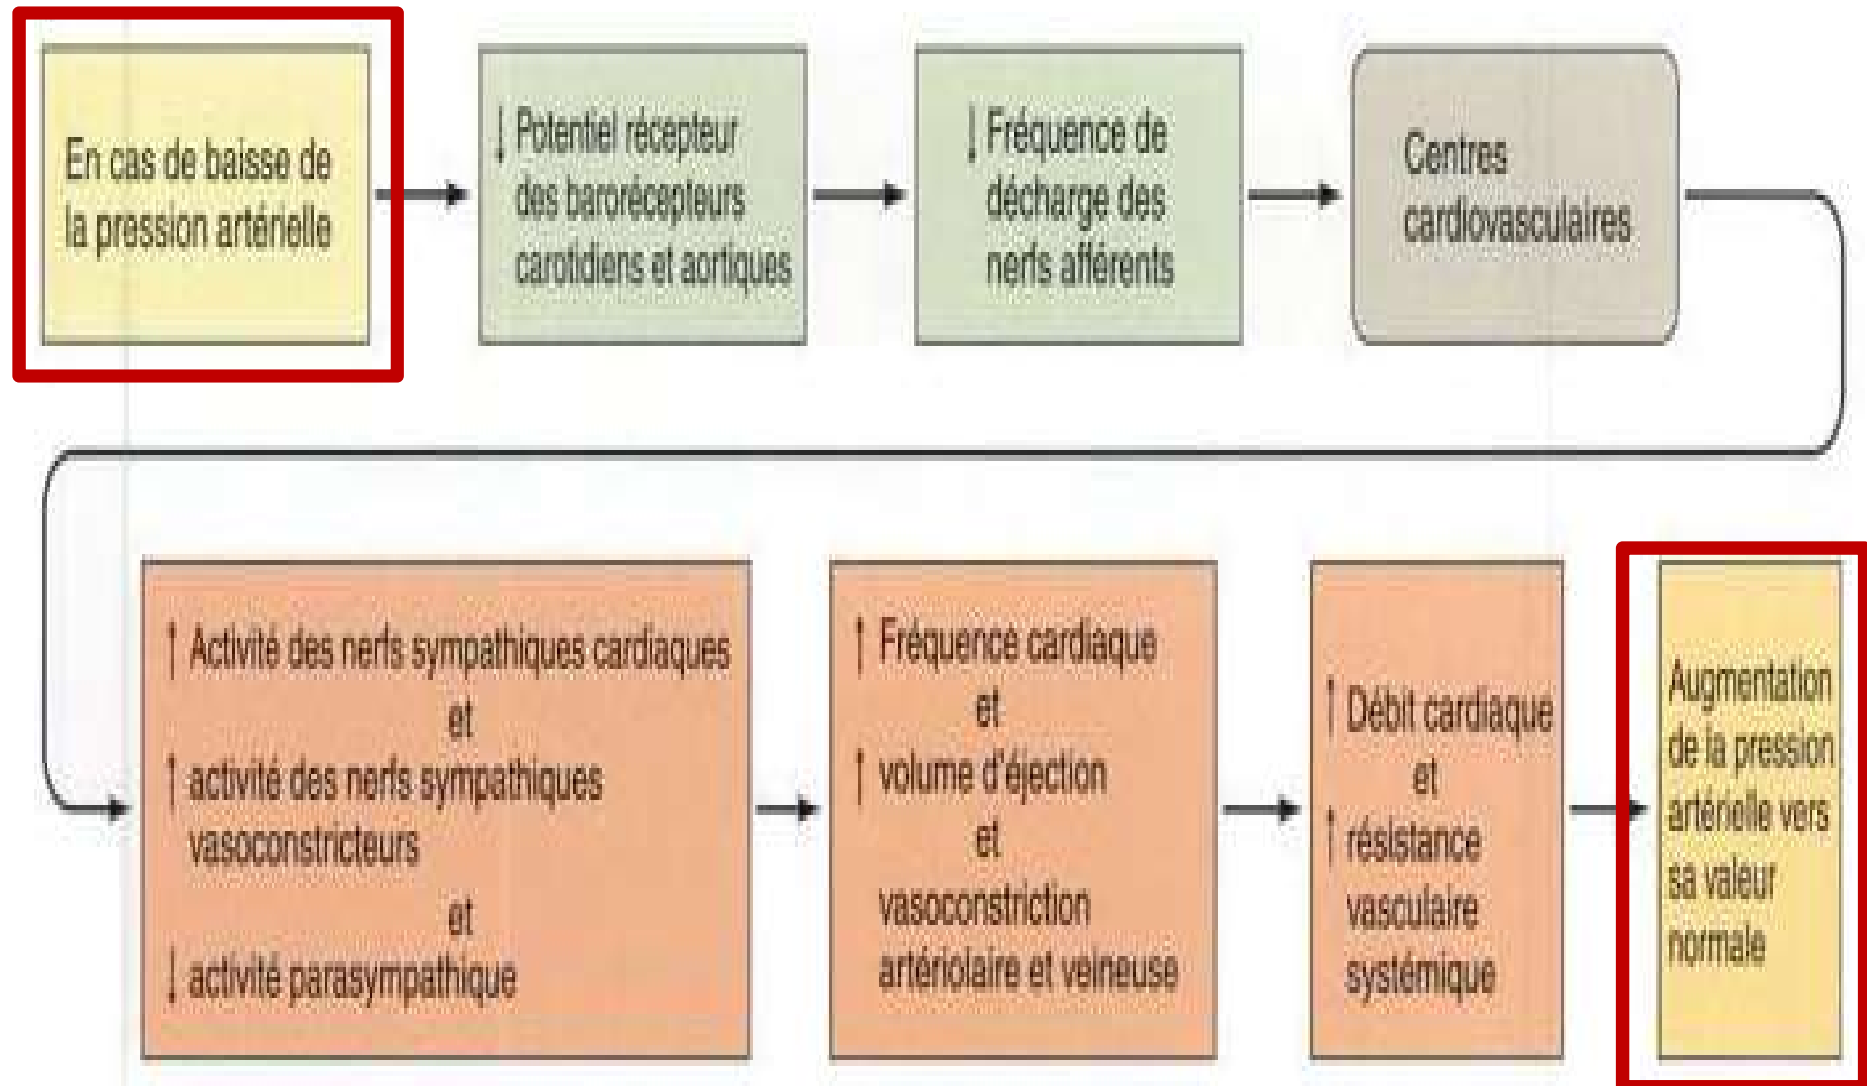 En cas de baisse de
la pression artérielle
↓ Potentiel récepteur
des barorécepteurs
carotidiens et aortiques
↓ Fréquence de
décharge des
nerfs afférents
Centres
cardiovasculaires
↑ Activité des nerfs sympathiques cardiaques
et
↑ activité des nerfs sympathiques
vasoconstricteurs
et
↓ activité parasympathique
↑ Fréquence cardiaque
et
↑ volume d'éjection
et
vasoconstriction
artériolaire et veineuse
↑ Débit cardiaque
et
↑ résistance
vasculaire
systémique
Augmentation
de la pression
artérielle vers
sa valeur
normale